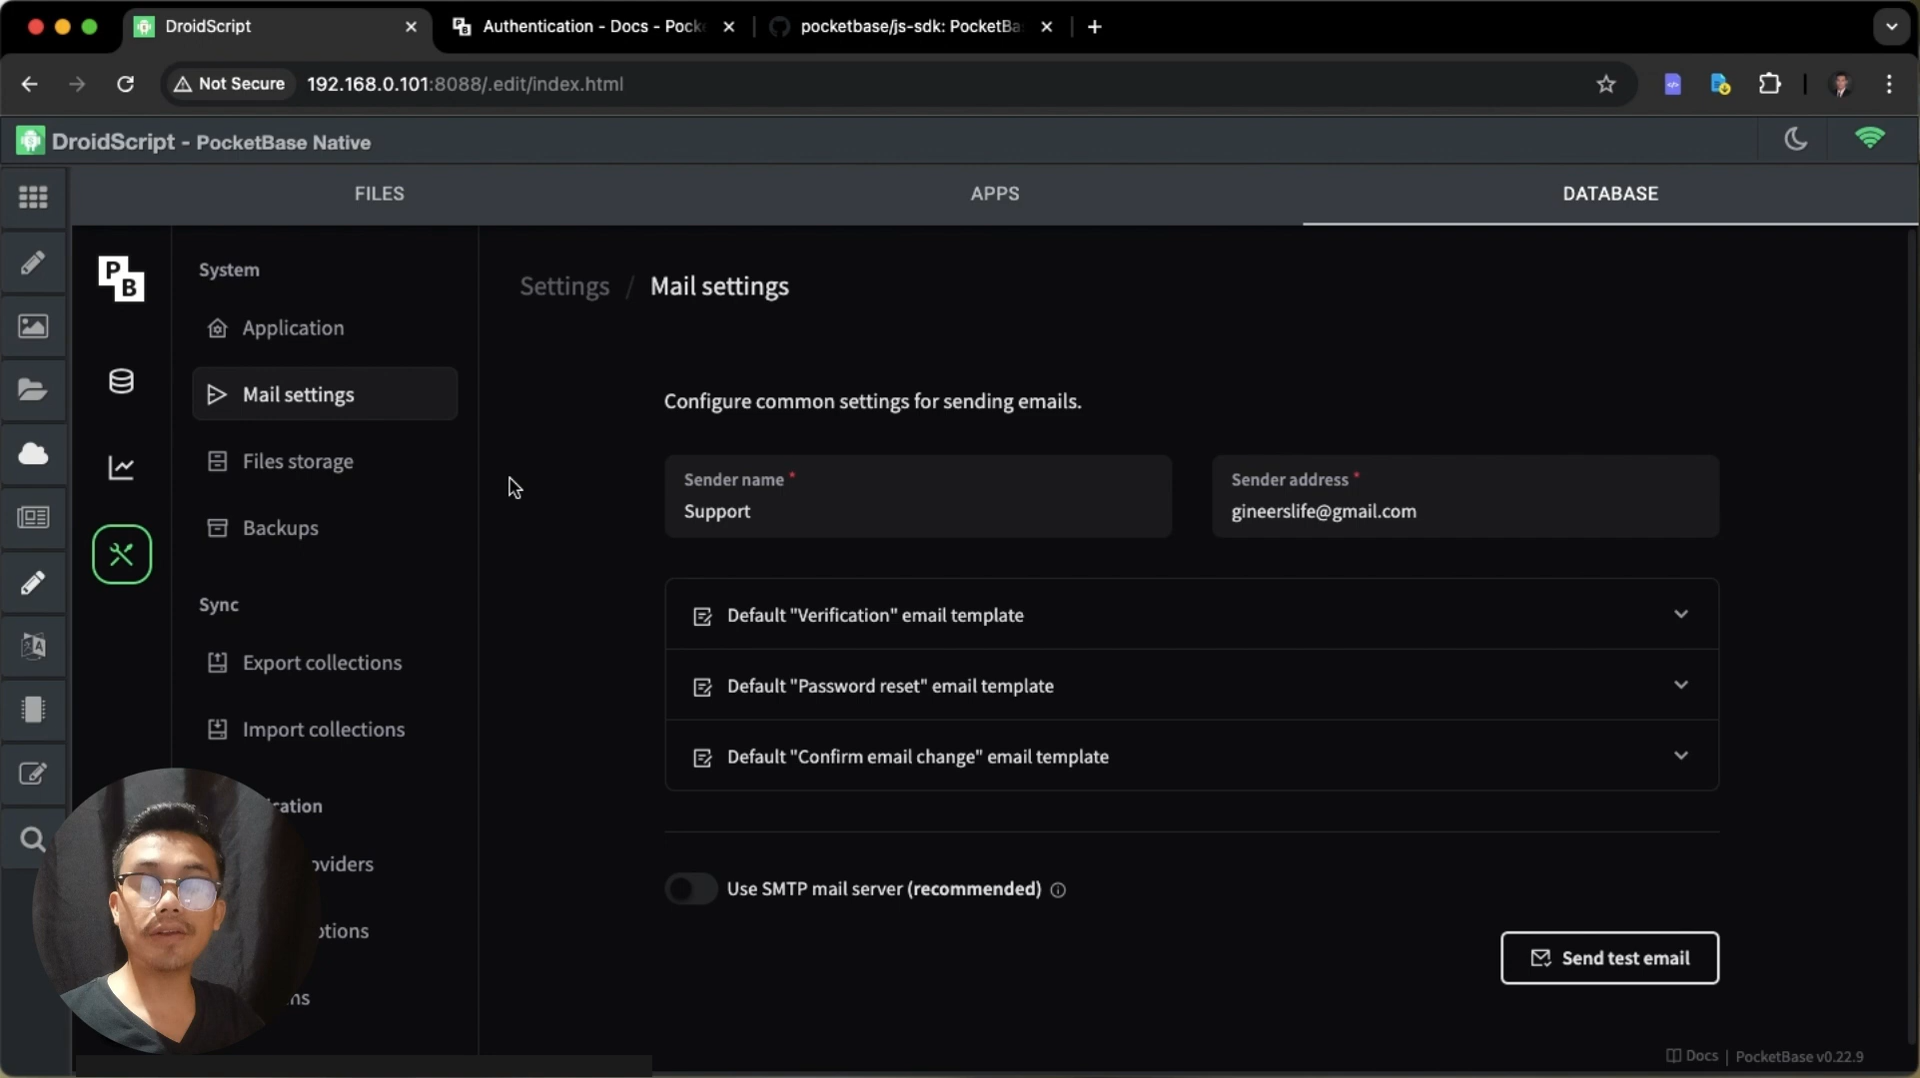 DroidScript
Authentication - Docs - Pock
pocketbase/js-sdk: PocketBa
Not Secure
192.168.0.101:8088/.edit/index.html
DroidScript - PocketBase Native
FILES
APPS
DATABASE
P
B
System
Application
Mail settings
Files storage
Backups
Sync
Export collections
Import collections
ication
oviders
ptions
ns
Settings / Mail settings
Configure common settings for sending emails.
Sender name *
Support
Sender address *
gineerslife@gmail.com
Default "Verification" email template
Default "Password reset" email template
Default "Confirm email change" email template
Use SMTP mail server (recommended)
Send test email
Docs | PocketBase v0.22.9